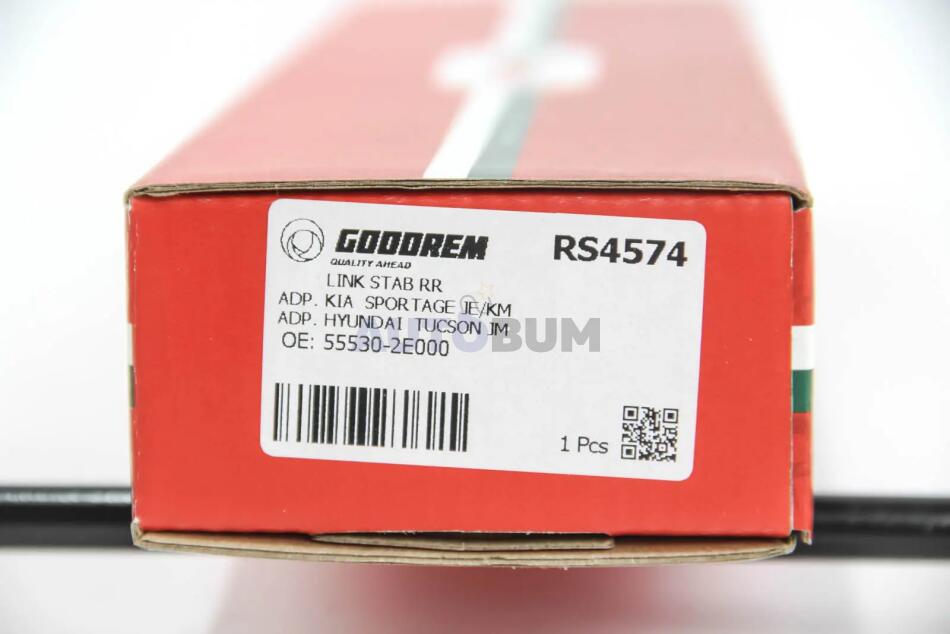 GOODREM
QUALITY AHEAD
RS4574
LINK STAB RR
ADP. KIA SPORTAGE JE/KM
ADP. HYUNDAI TUCSON JM
OE: 55530-2E000
AUTOBUM
1 Pcs